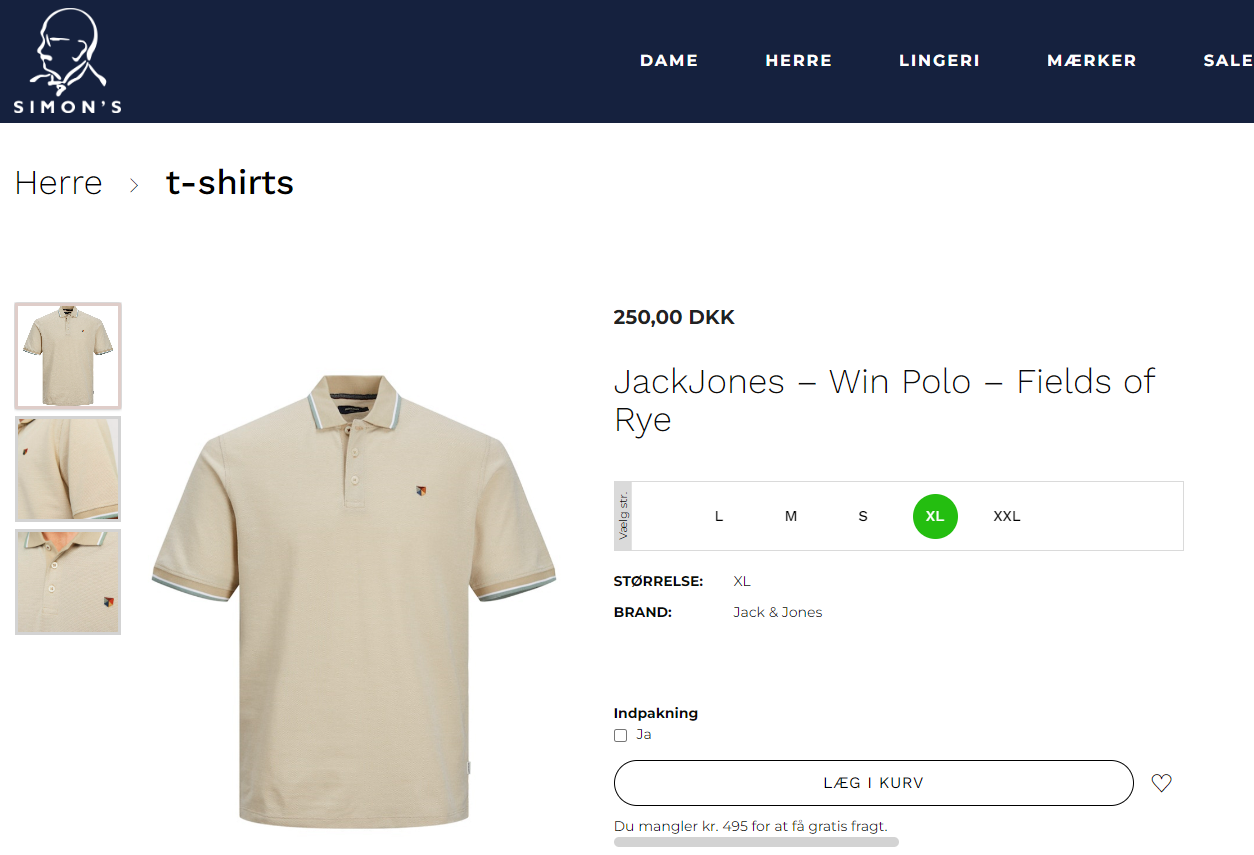 SIMON'S
DAME
HERRE
LINGERI
MÆRKER
SALE
Herre > t-shirts
250,00 DKK
JackJones – Win Polo – Fields of
Rye
Vælg str.
L M S XL XXL
STØRRELSE: XL
BRAND: Jack & Jones
Indpakning
Ja
LÆG I KURV
Du mangler kr. 495 for at få gratis fragt.